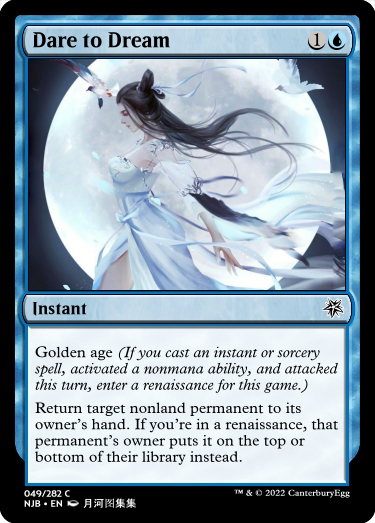 Dare to Dream 1
Instant
Golden age (If you cast an instant or sorcery
spell, activated a nonmana ability, and attacked
this turn, enter a renaissance for this game.)
Return target nonland permanent to its
owner's hand. If you're in a renaissance, that
permanent's owner puts it on the top or
bottom of their library instead.
049/282 C
NJB • EN 月河图集集
™ & © 2022 CanterburyEgg